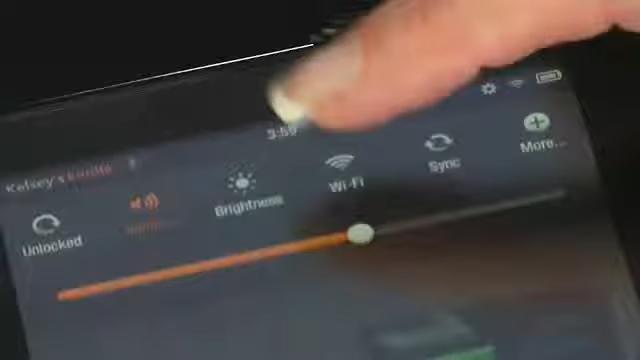 3:59
Kelsey's Kindle
Unlocked
Brightness
Wi-Fi
Sync
More...